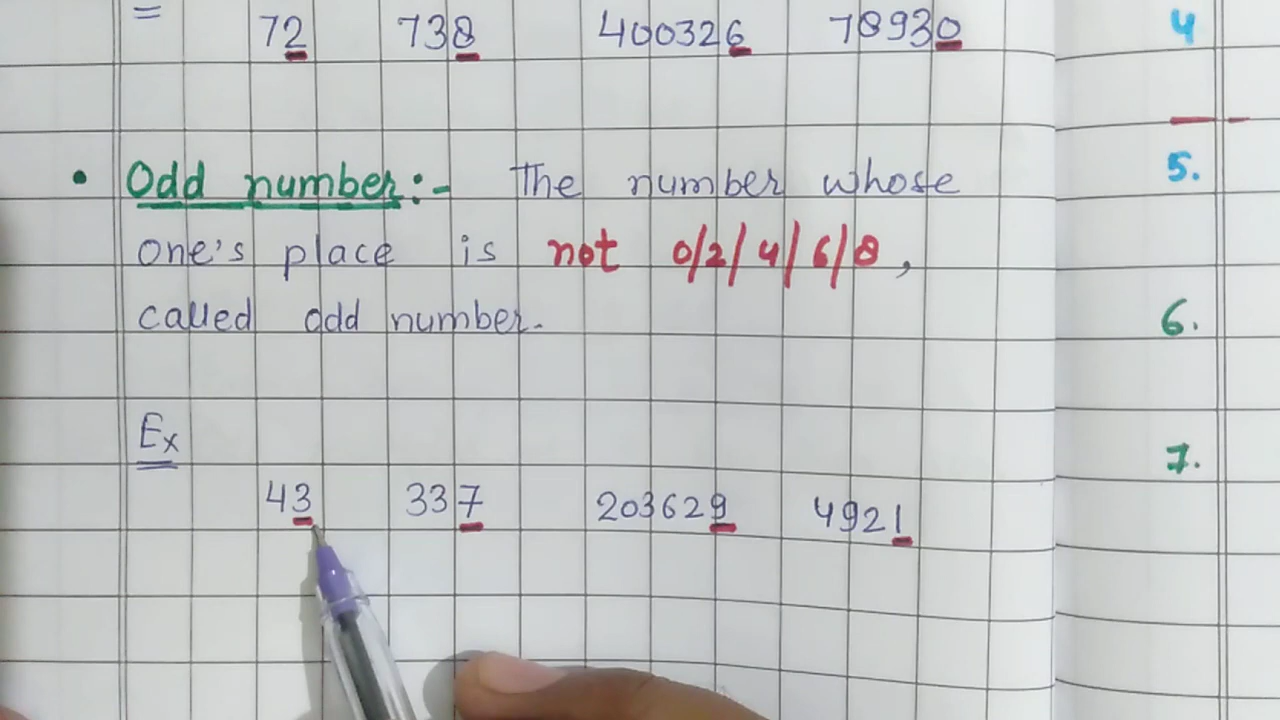 = 72 738 400326 78930
• Odd number:- The number whose
one's place is not 0/2/4/6/8,
called odd number.
Ex
43 337 203629 4921
4
5.
6.
7.